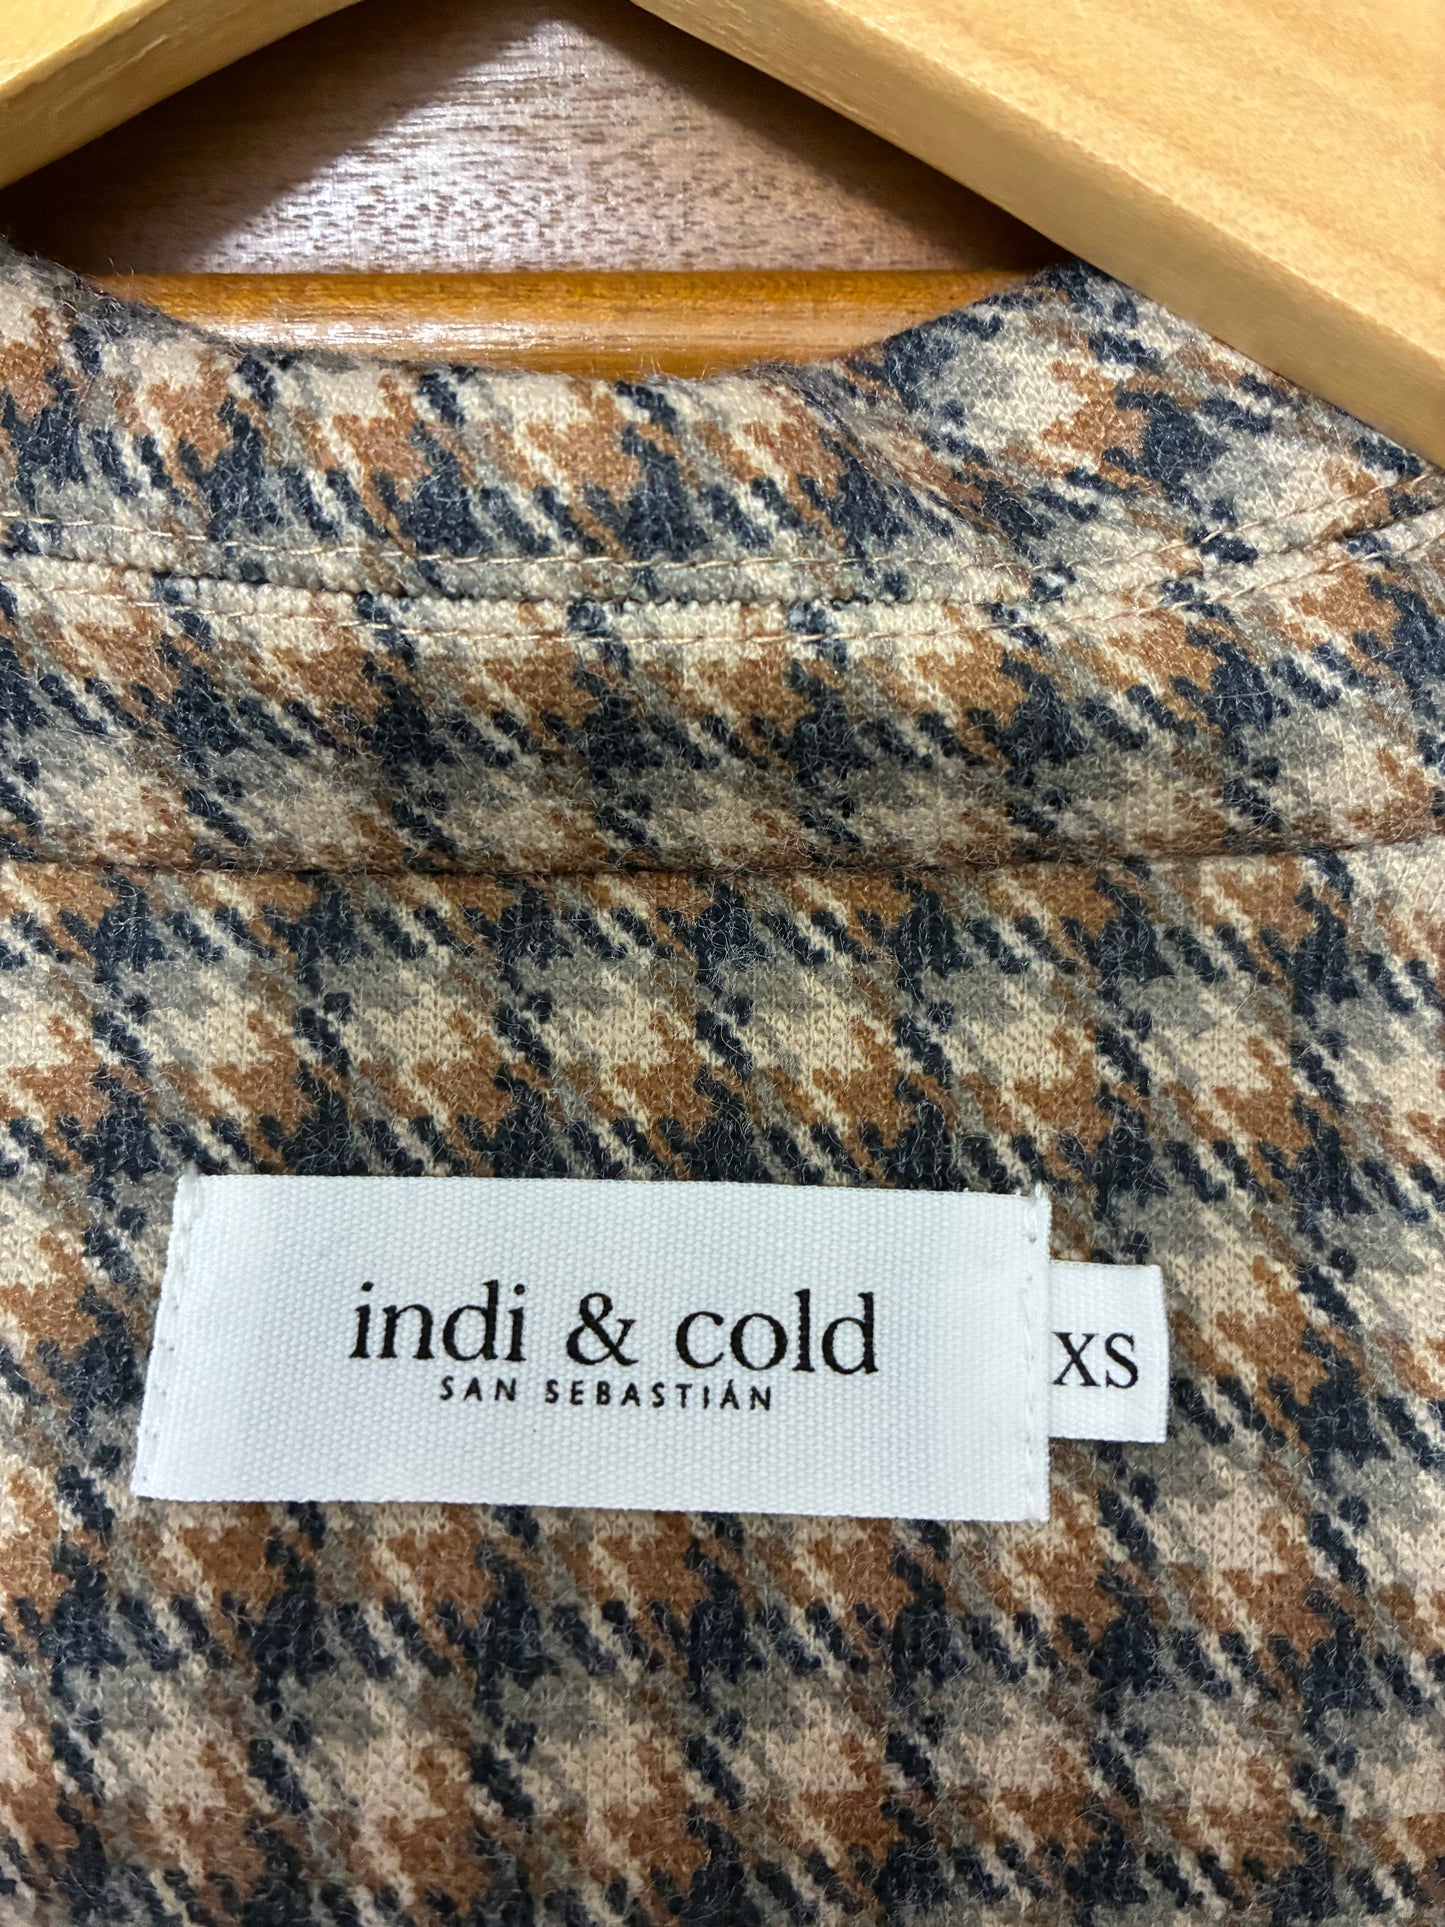 indi & cold
SAN SEBASTIÁN
XS